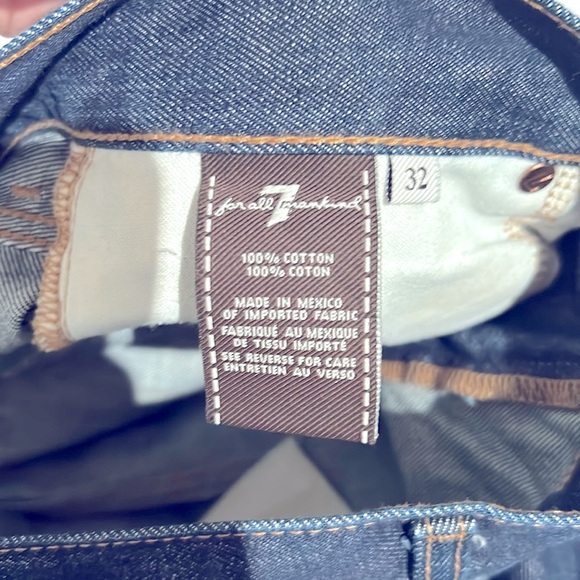 7
for all mankind
32
100% COTTON
100% COTON
MADE IN MEXICO
OF IMPORTED FABRIC
FABRIQUÉ AU MEXIQUE
DE TISSU IMPORTÉ
SEE REVERSE FOR CARE
ENTRETIEN AU VERSO